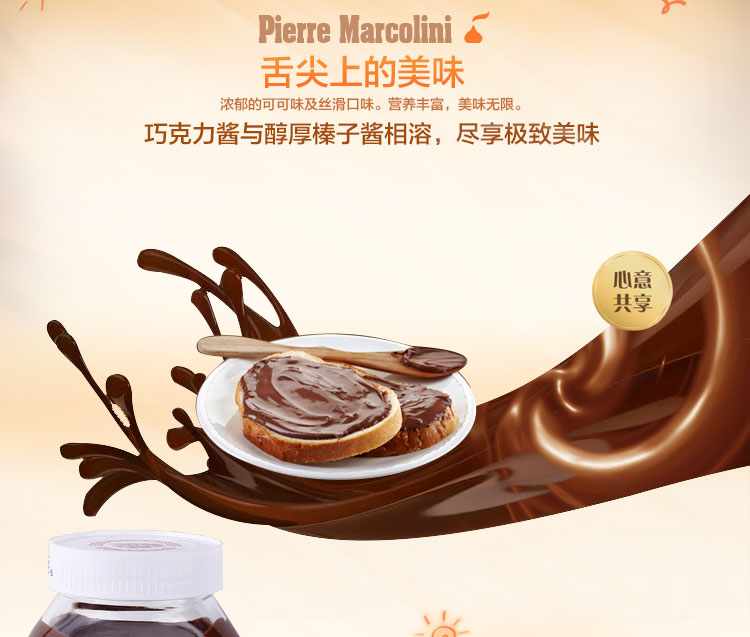 Pierre Marcolini
舌尖上的美味
浓郁的可可味及丝滑口味。营养丰富，美味无限。
巧克力酱与醇厚榛子酱相溶，尽享极致美味
心意
共享